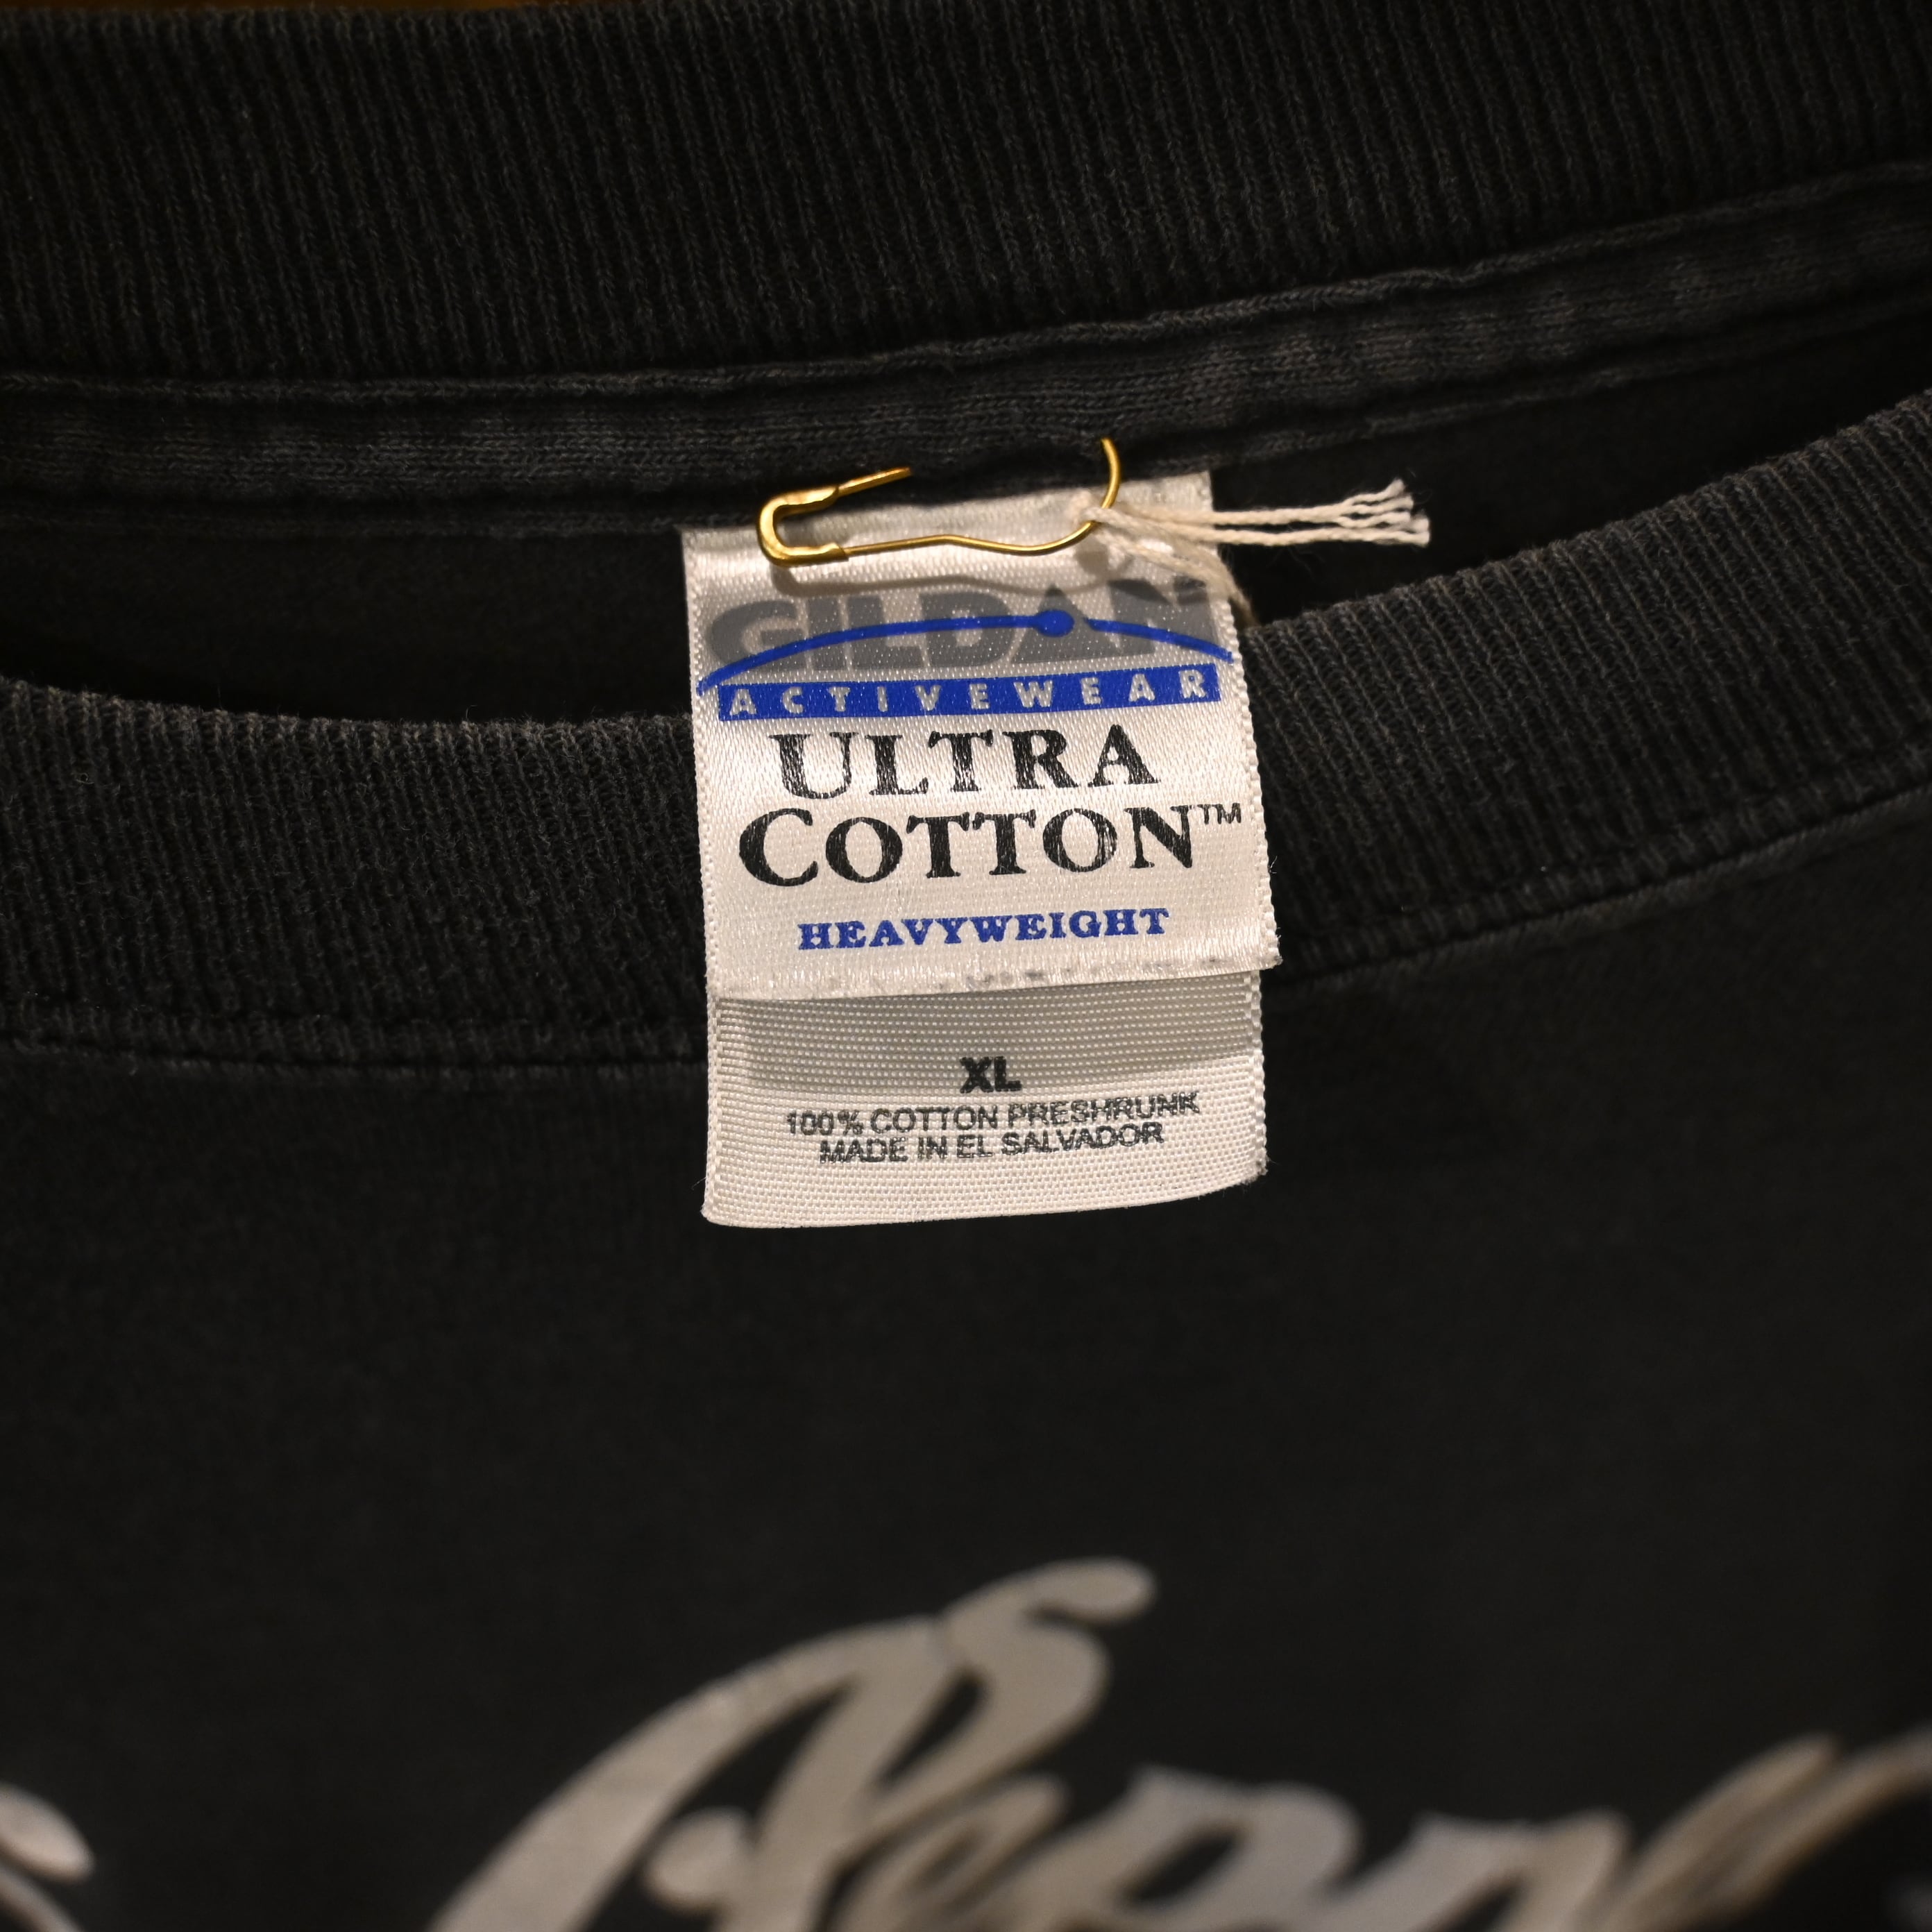 GILDAN
ACTIVEWEAR
ULTRA
COTTON™
HEAVYWEIGHT
XL
100% COTTON PRESHRUNK
MADE IN EL SALVADOR